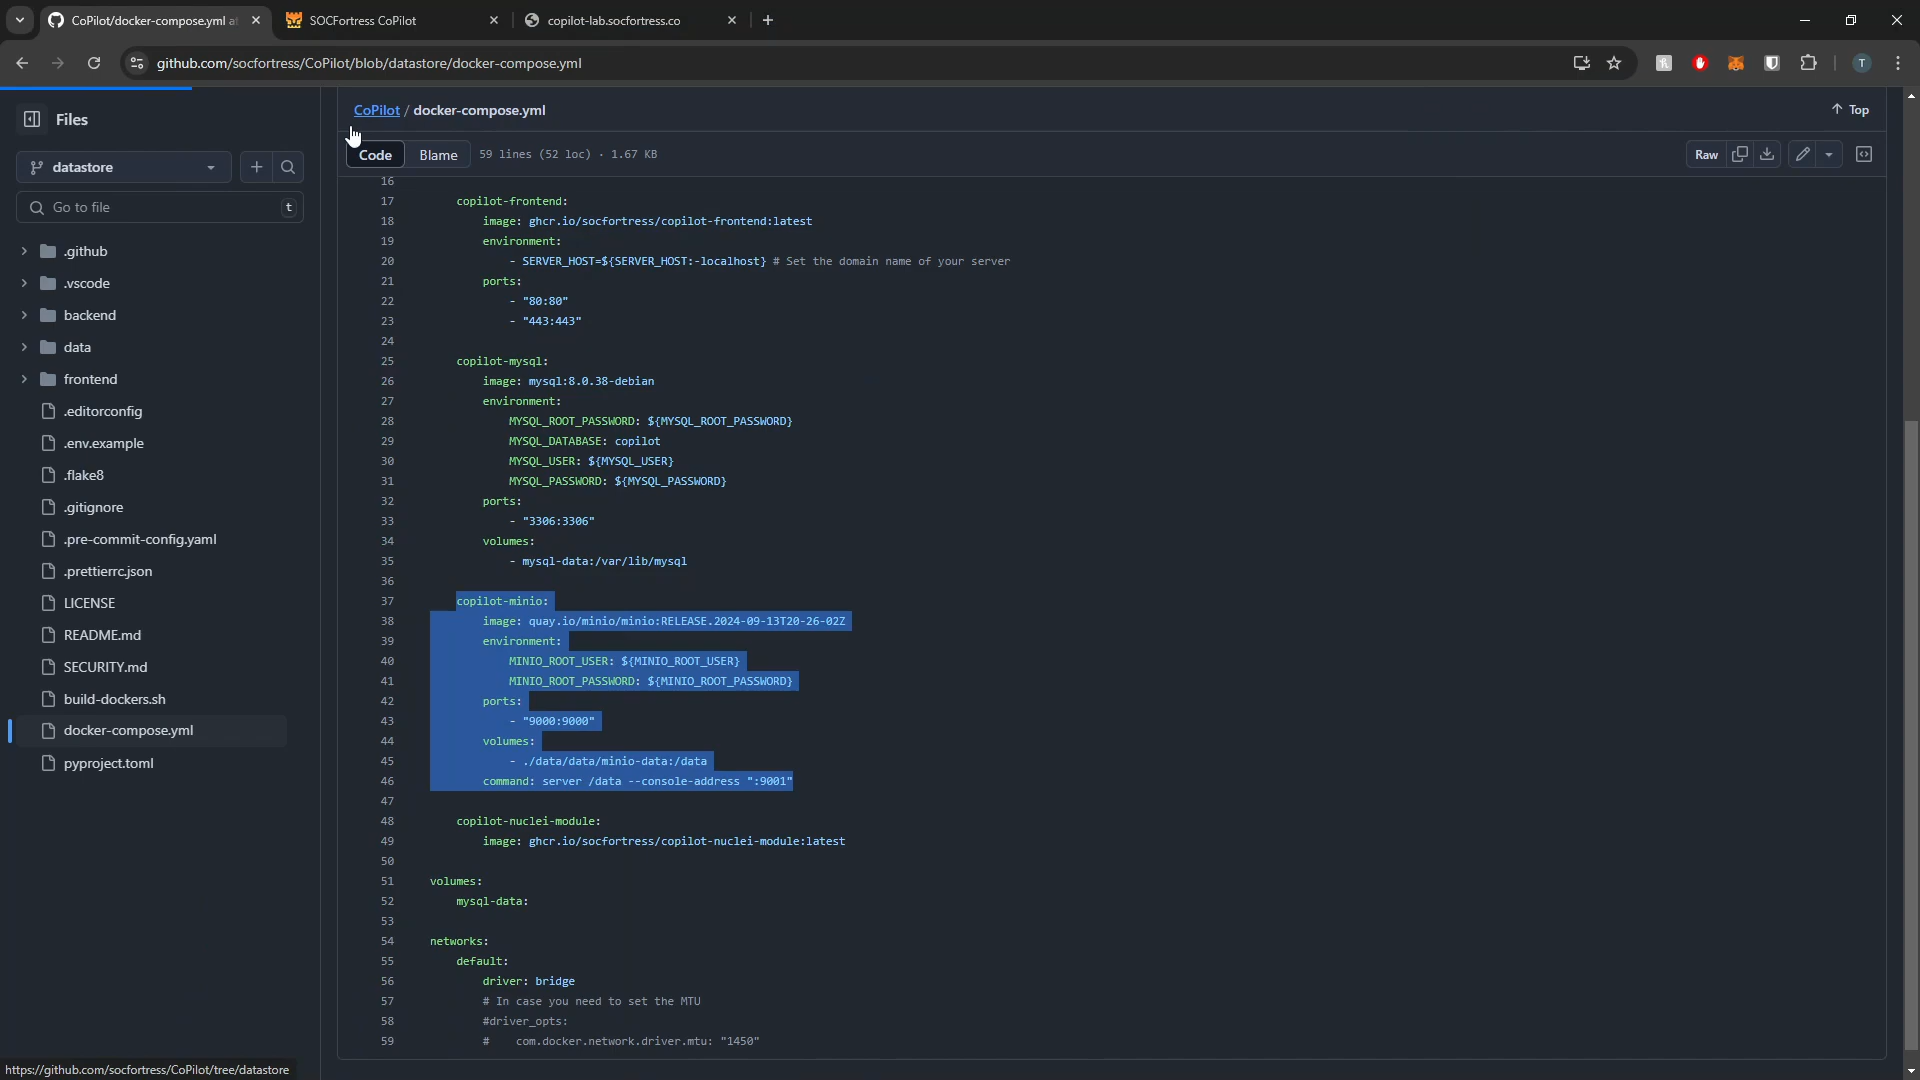 CoPilot/docker-compose.yml a
SOCFortress CoPilot
copilot-lab.socfortress.co
github.com/socfortress/CoPilot/blob/datastore/docker-compose.yml
T
Files
datastore
Go to file
t
.github
.vscode
backend
data
frontend
.editorconfig
.env.example
.flake8
.gitignore
.pre-commit-config.yaml
.prettierrc.json
LICENSE
README.md
SECURITY.md
build-dockers.sh
docker-compose.yml
pyproject.toml
CoPilot / docker-compose.yml
Top
Code Blame 59 lines (52 loc) · 1.67 KB
Raw
16
17 copilot-frontend:
18 image: ghcr.io/socfortress/copilot-frontend:latest
19 environment:
20 - SERVER_HOST=${SERVER_HOST:-localhost} # Set the domain name of your server
21 ports:
22 - "80:80"
23 - "443:443"
24
25 copilot-mysql:
26 image: mysql:8.0.38-debian
27 environment:
28 MYSQL_ROOT_PASSWORD: ${MYSQL_ROOT_PASSWORD}
29 MYSQL_DATABASE: copilot
30 MYSQL_USER: ${MYSQL_USER}
31 MYSQL_PASSWORD: ${MYSQL_PASSWORD}
32 ports:
33 - "3306:3306"
34 volumes:
35 - mysql-data:/var/lib/mysql
36
37 copilot-minio:
38 image: quay.io/minio/minio:RELEASE.2024-09-13T20-26-02Z
39 environment:
40 MINIO_ROOT_USER: ${MINIO_ROOT_USER}
41 MINIO_ROOT_PASSWORD: ${MINIO_ROOT_PASSWORD}
42 ports:
43 - "9000:9000"
44 volumes:
45 - ./data/data/minio-data:/data
46 command: server /data --console-address ":9001"
47
48 copilot-nuclei-module:
49 image: ghcr.io/socfortress/copilot-nuclei-module:latest
50
51 volumes:
52 mysql-data:
53
54 networks:
55 default:
56 driver: bridge
57 # In case you need to set the MTU
58 #driver_opts:
59 # com.docker.network.driver.mtu: "1450"
https://github.com/socfortress/CoPilot/tree/datastore